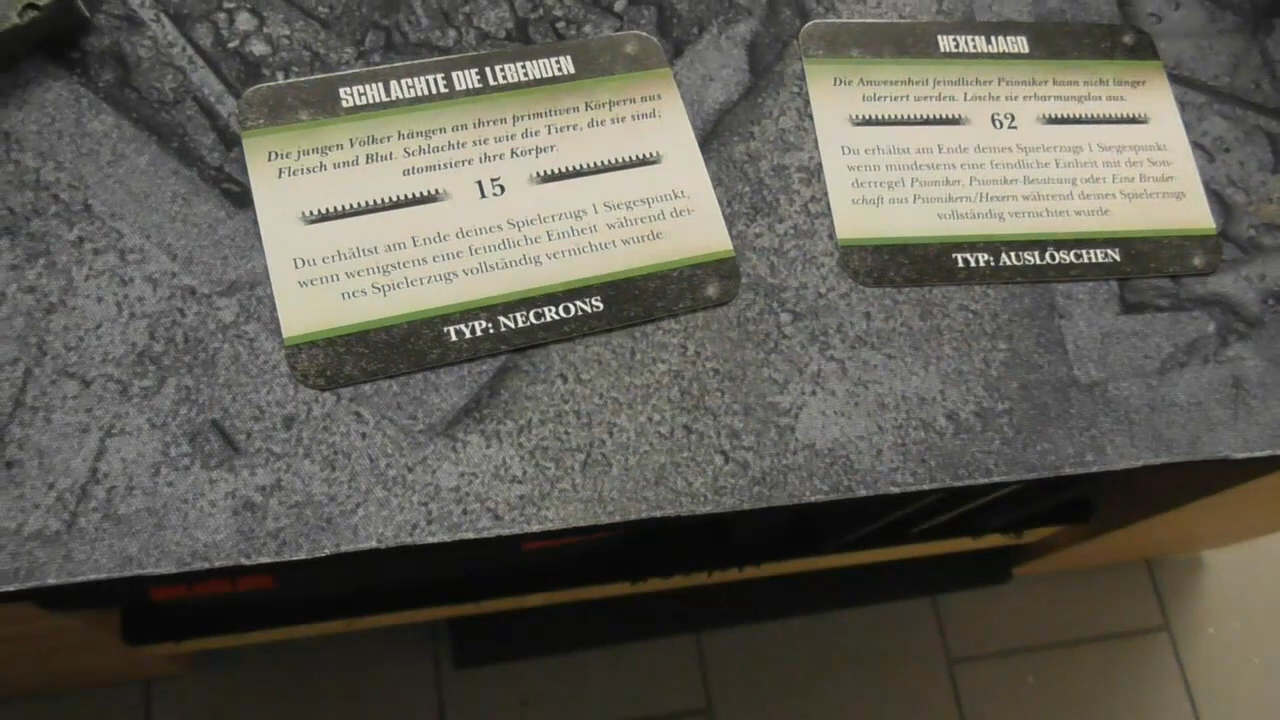 SCHLACHTE DIE LEBENDEN
Die jungen Völker hängen an ihren primitiven Körpern aus
Fleisch und Blut. Schlachte sie wie die Tiere, die sie sind;
atomisiere ihre Körper.
15
Du erhältst am Ende deines Spielerzugs 1 Siegespunkt,
wenn wenigstens eine feindliche Einheit während dei-
nes Spielerzugs vollständig vernichtet wurde
TYP: NECRONS
HEXENJAGD
Die Anwesenheit feindlicher Psioniker kann nicht länger
toleriert werden. Lösche sie erbarmungslos aus.
62
Du erhältst am Ende deines Spielerzugs 1 Siegespunkt
wenn mindestens eine feindliche Einheit mit der Son-
derregel Psioniker, Psioniker-Besatzung oder Eine Bruder
schaft aus Psionikern/Hexern während deines Spielerzugs
vollständig vernichtet wurde
TYP: AUSLÖSCHEN